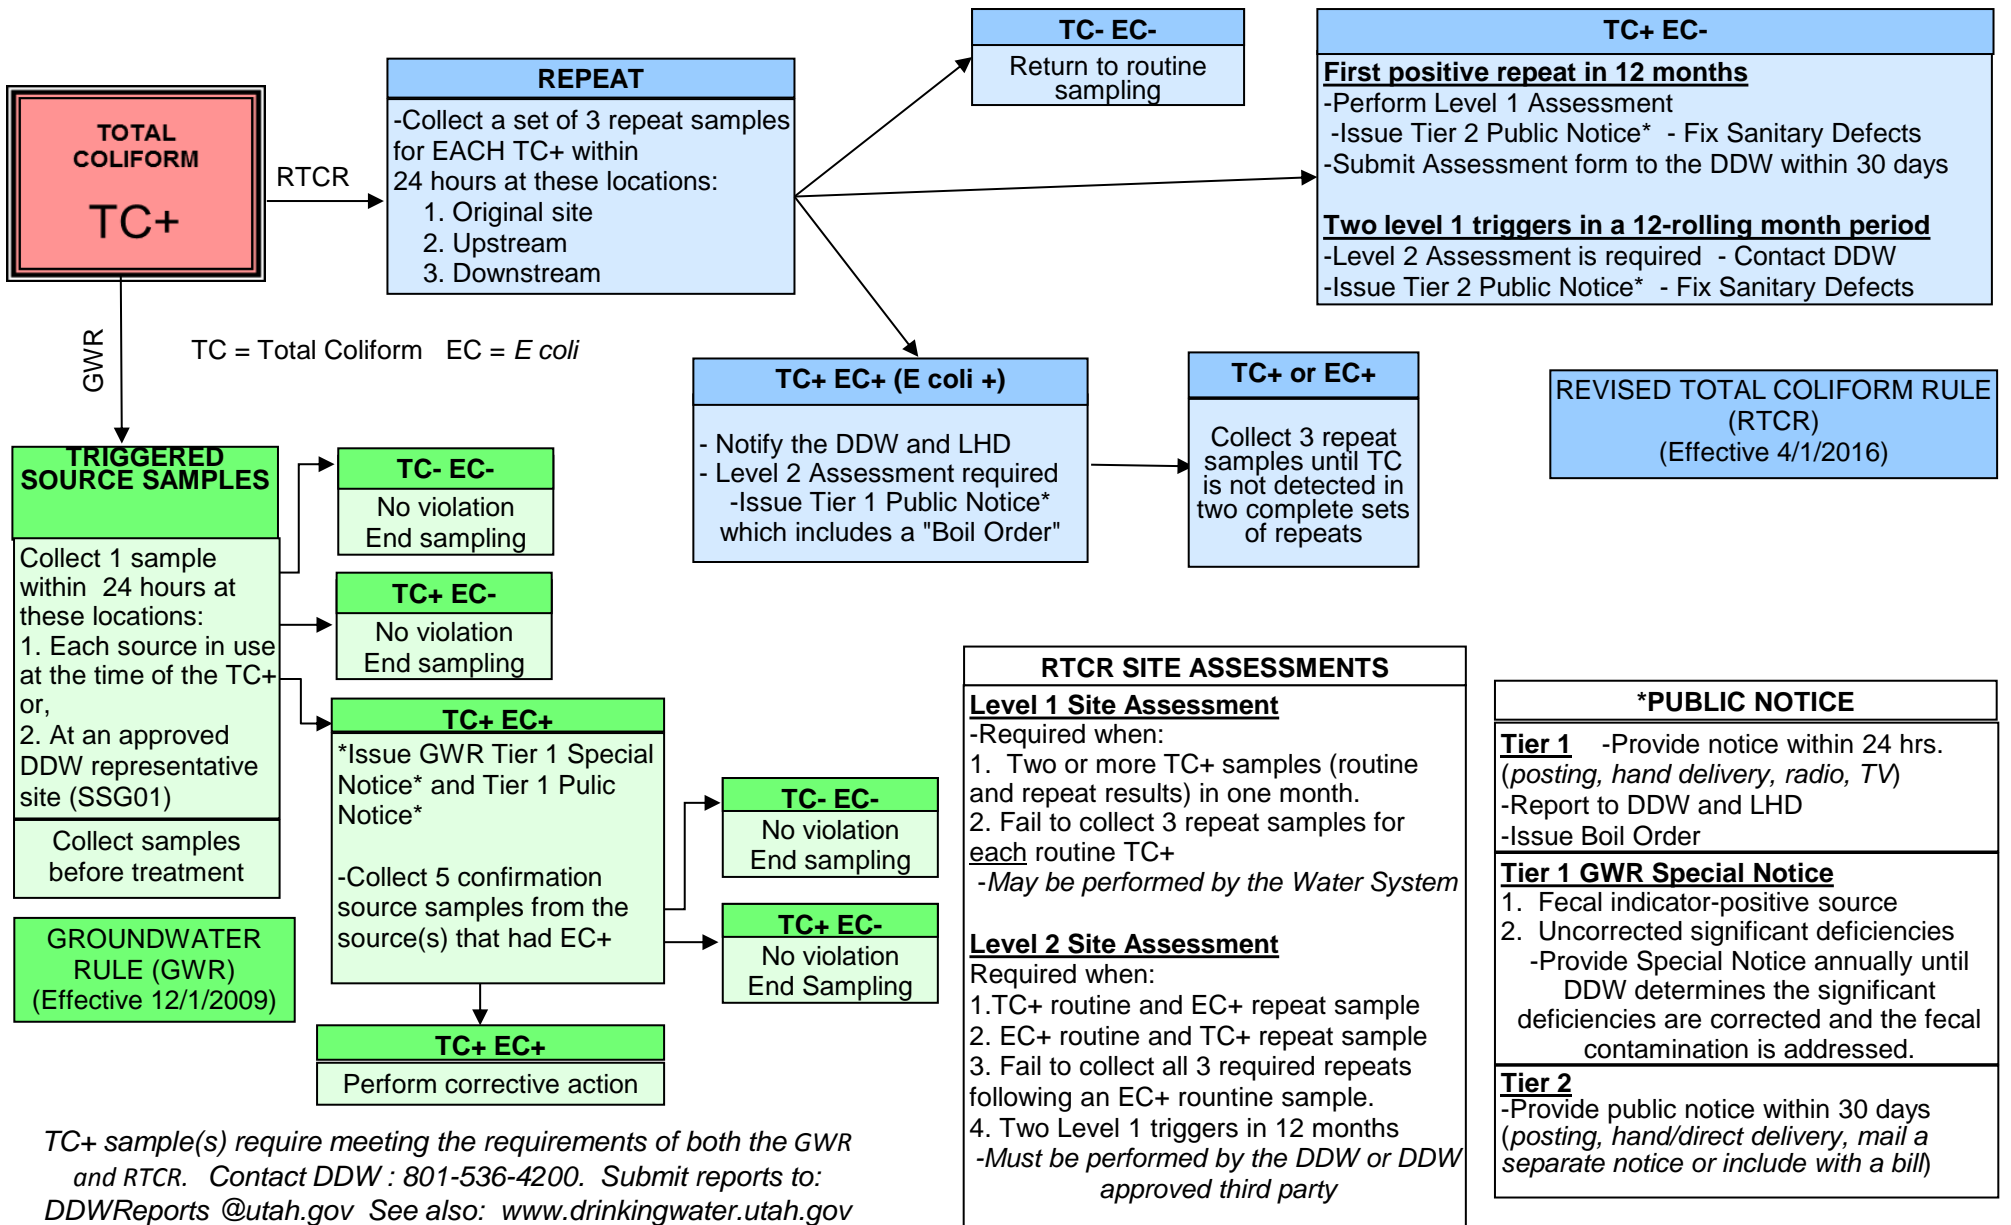 TOTAL
COLIFORM
TC+
RTCR
GWR
REPEAT
-Collect a set of 3 repeat samples
for EACH TC+ within
24 hours at these locations:
1. Original site
2. Upstream
3. Downstream
TC- EC-
Return to routine
sampling
TC+ EC-
First positive repeat in 12 months
-Perform Level 1 Assessment
-Issue Tier 2 Public Notice* - Fix Sanitary Defects
-Submit Assessment form to the DDW within 30 days
Two level 1 triggers in a 12-rolling month period
-Level 2 Assessment is required - Contact DDW
-Issue Tier 2 Public Notice* - Fix Sanitary Defects
TC = Total Coliform EC = E coli
TC+ EC+ (E coli +)
- Notify the DDW and LHD
- Level 2 Assessment required
-Issue Tier 1 Public Notice*
which includes a "Boil Order"
TC+ or EC+
Collect 3 repeat
samples until TC
is not detected in
two complete sets
of repeats
REVISED TOTAL COLIFORM RULE
(RTCR)
(Effective 4/1/2016)
TRIGGERED
SOURCE SAMPLES
Collect 1 sample
within 24 hours at
these locations:
1. Each source in use
at the time of the TC+
or,
2. At an approved
DDW representative
site (SSG01)
Collect samples
before treatment
GROUNDWATER
RULE (GWR)
(Effective 12/1/2009)
TC- EC-
No violation
End sampling
TC+ EC-
No violation
End sampling
TC+ EC+
*Issue GWR Tier 1 Special
Notice* and Tier 1 Pulic
Notice*
-Collect 5 confirmation
source samples from the
source(s) that had EC+
TC- EC-
No violation
End sampling
TC+ EC-
No violation
End Sampling
TC+ EC+
Perform corrective action
TC+ sample(s) require meeting the requirements of both the GWR
and RTCR. Contact DDW : 801-536-4200. Submit reports to:
DDWReports @utah.gov See also: www.drinkingwater.utah.gov
RTCR SITE ASSESSMENTS
Level 1 Site Assessment
-Required when:
1. Two or more TC+ samples (routine
and repeat results) in one month.
2. Fail to collect 3 repeat samples for
each routine TC+
-May be performed by the Water System
Level 2 Site Assessment
Required when:
1.TC+ routine and EC+ repeat sample
2. EC+ routine and TC+ repeat sample
3. Fail to collect all 3 required repeats
following an EC+ rountine sample.
4. Two Level 1 triggers in 12 months
-Must be performed by the DDW or DDW
approved third party
*PUBLIC NOTICE
Tier 1 -Provide notice within 24 hrs.
(posting, hand delivery, radio, TV)
-Report to DDW and LHD
-Issue Boil Order
Tier 1 GWR Special Notice
1. Fecal indicator-positive source
2. Uncorrected significant deficiencies
-Provide Special Notice annually until
DDW determines the significant
deficiencies are corrected and the fecal
contamination is addressed.
Tier 2
-Provide public notice within 30 days
(posting, hand/direct delivery, mail a
separate notice or include with a bill)